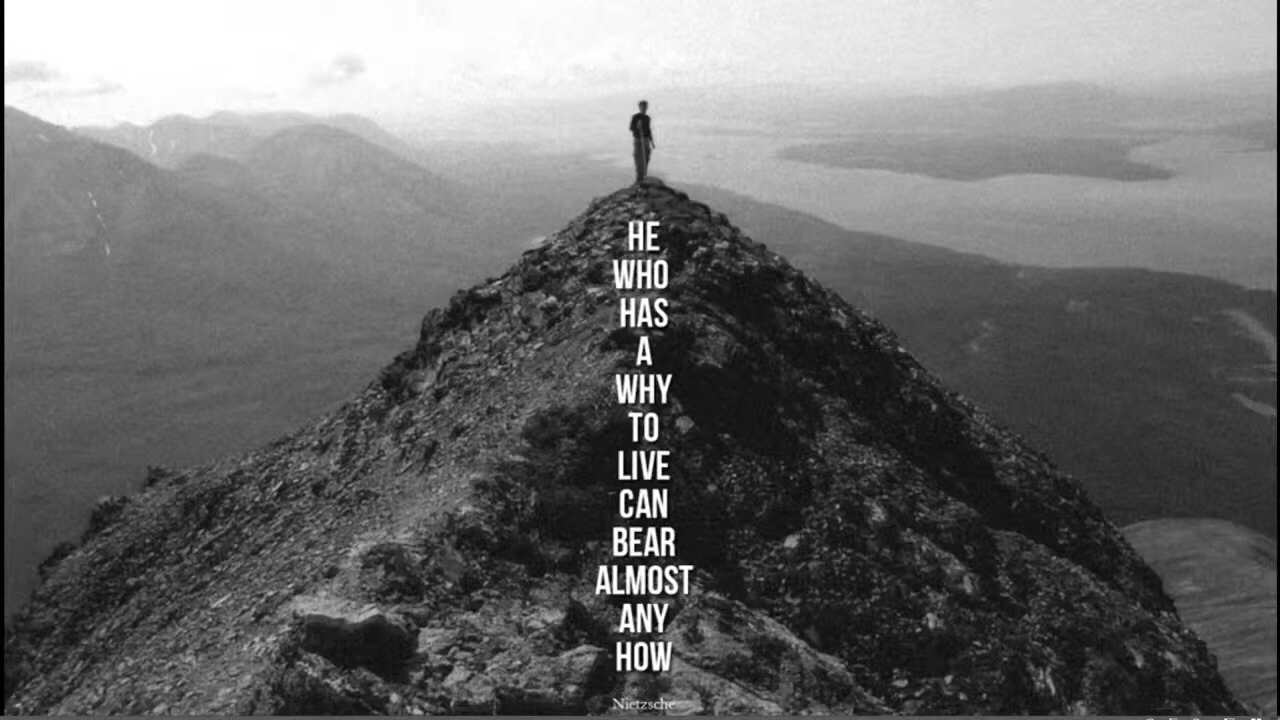 HE
WHO
HAS
A
WHY
TO
LIVE
CAN
BEAR
ALMOST
ANY
HOW
Nietzsche